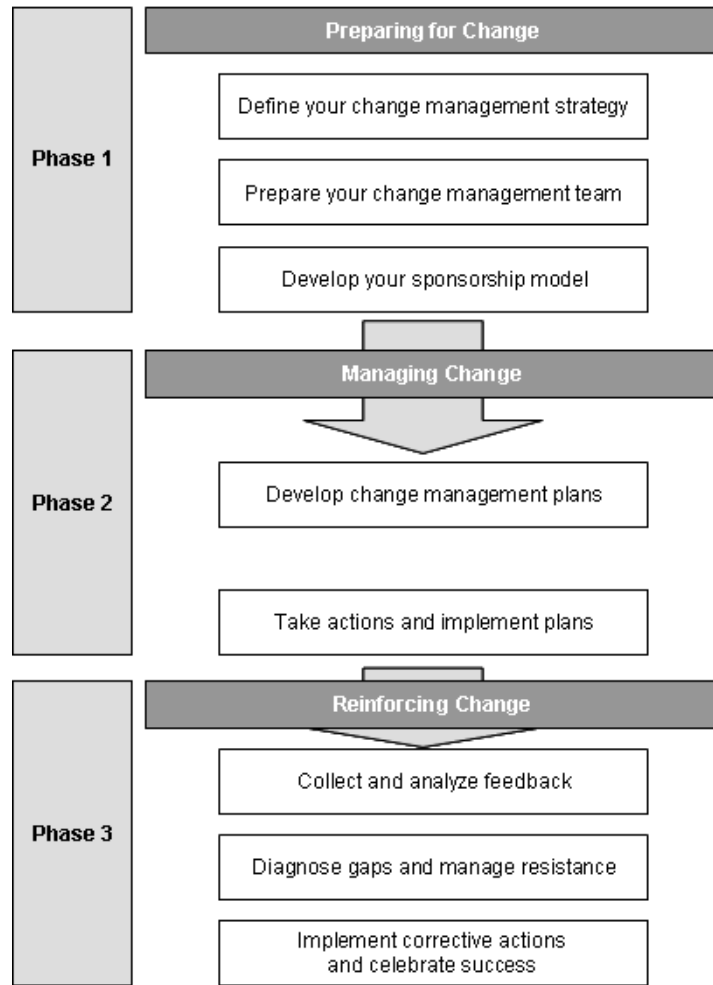 Phase 1
Preparing for Change
Define your change management strategy
Prepare your change management team
Develop your sponsorship model
Phase 2
Managing Change
Develop change management plans
Take actions and implement plans
Phase 3
Reinforcing Change
Collect and analyze feedback
Diagnose gaps and manage resistance
Implement corrective actions
and celebrate success